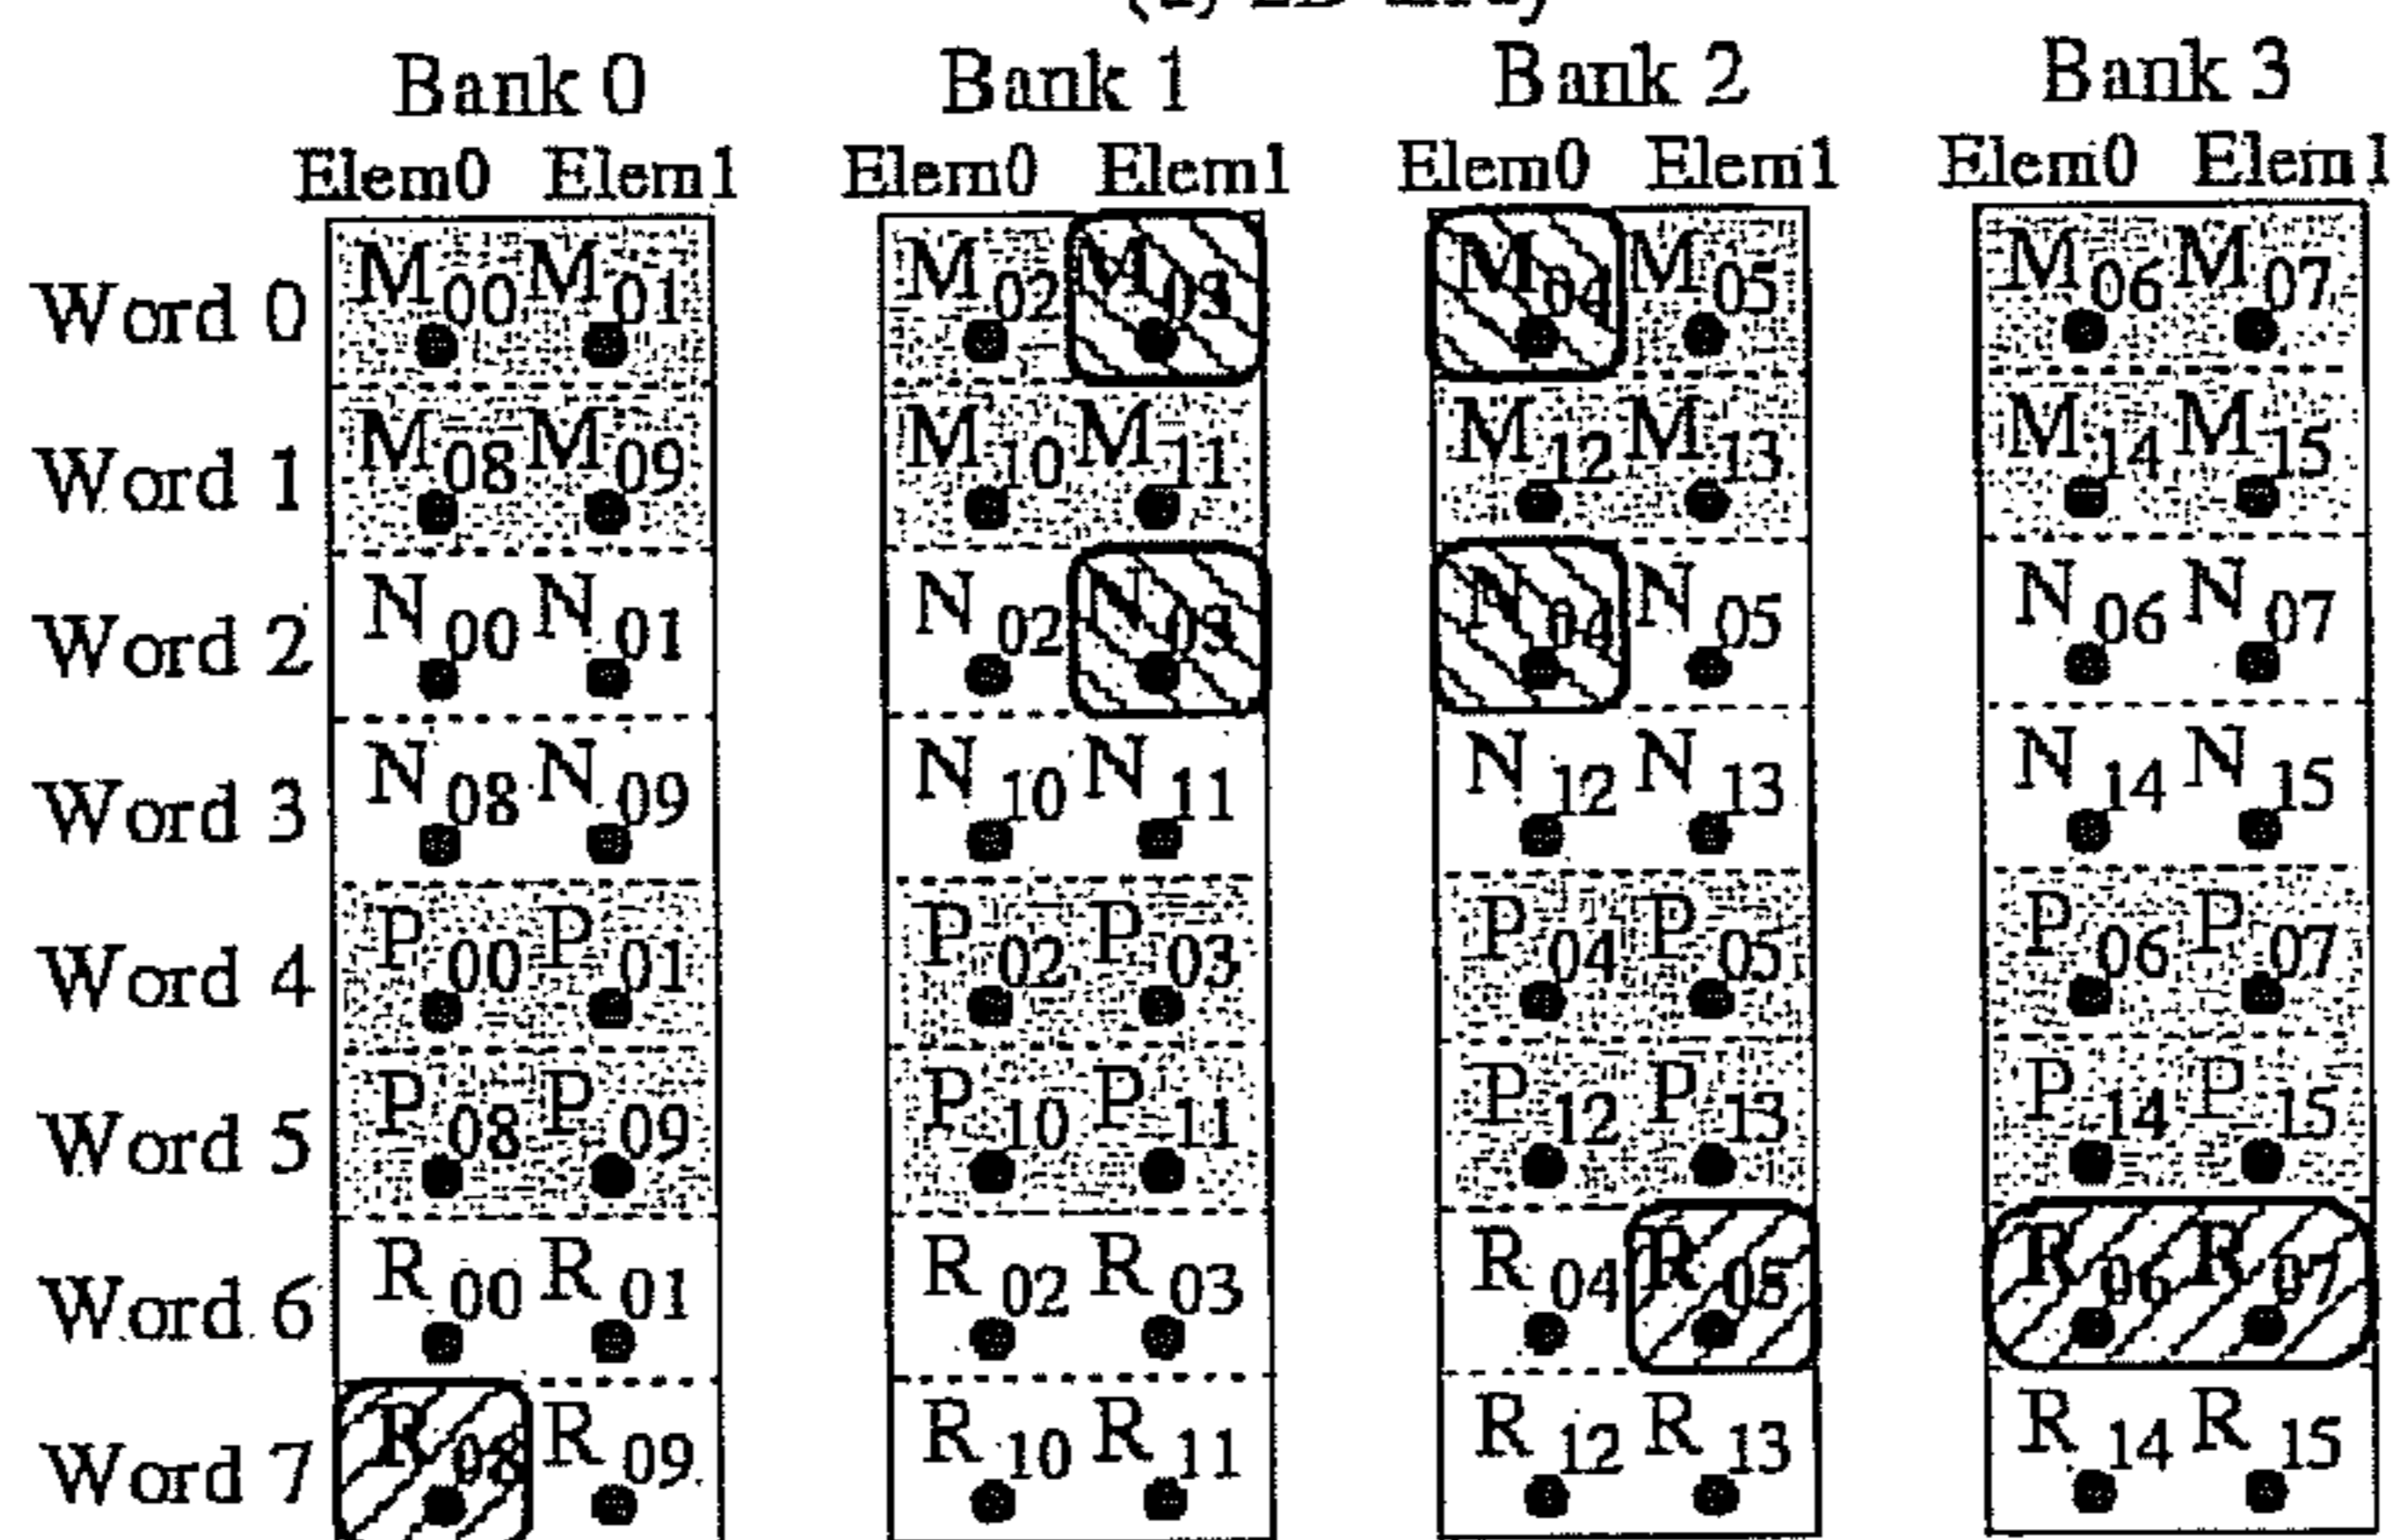 Bank 0 Bank 1 Bank 2 Bank 3
Elem0 Elem1 Elem0 Elem1 Elem0 Elem1 Elem0 Elem1
Word 0 M00 M01 M02 M03 M04 M05 M06 M07
Word 1 M08 M09 M10 M11 M12 M13 M14 M15
Word 2 N00 N01 N02 N03 N04 N05 N06 N07
Word 3 N08 N09 N10 N11 N12 N13 N14 N15
Word 4 P00 P01 P02 P03 P04 P05 P06 P07
Word 5 P08 P09 P10 P11 P12 P13 P14 P15
Word 6 R00 R01 R02 R03 R04 R05 R06 R07
Word 7 R08 R09 R10 R11 R12 R13 R14 R15